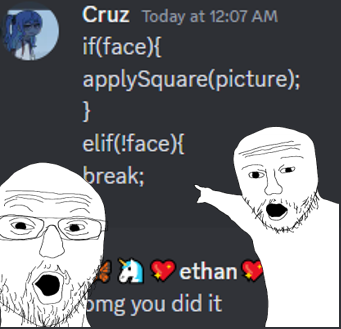 Cruz Today at 12:07 AM
if(face){
applySquare(picture);
}
elif(!face){
break;
ethan
omg you did it